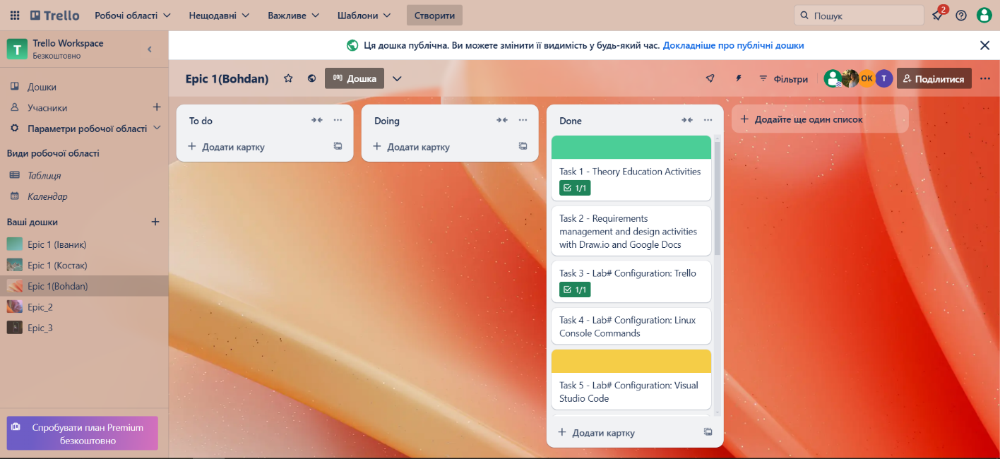 Trello
Робочі області
Нещодавні
Важливе
Шаблони
Створити
Пошук
2
T
Trello Workspace
Безкоштовно
Ця дошка публічна. Ви можете змінити її видимість у будь-який час. Докладніше про публічні дошки
Epic 1(Bohdan)
Дошка
Фільтри
OK
T
Поділитися
Дошки
Учасники
Параметри робочої області
Види робочої області
Таблиця
Календар
Ваші дошки
Epic 1 (Іваник)
Epic 1 (Костак)
Epic 1(Bohdan)
Epic_2
Epic_3
Спробувати план Premium
безкоштовно
To do
Додати картку
Doing
Додати картку
Done
Task 1 - Theory Education Activities
1/1
Task 2 - Requirements
management and design activities
with Draw.io and Google Docs
Task 3 - Lab# Configuration: Trello
1/1
Task 4 - Lab# Configuration: Linux
Console Commands
Task 5 - Lab# Configuration: Visual
Studio Code
Додати картку
Додайте ще один список